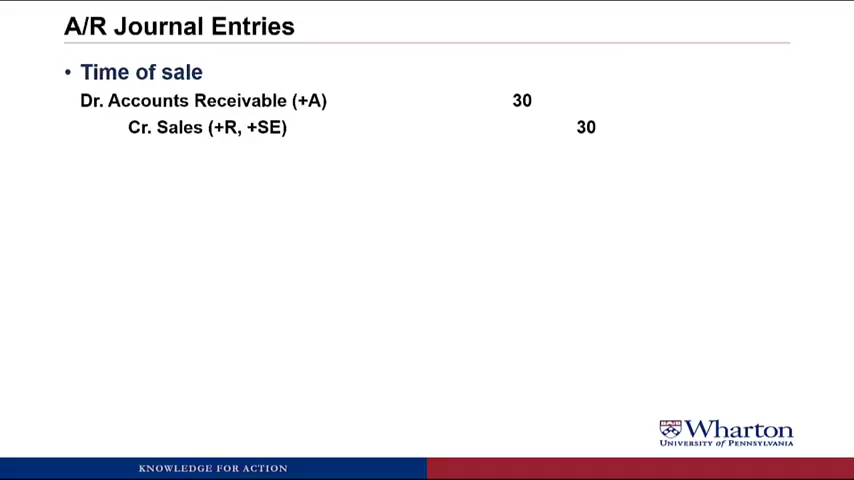 A/R Journal Entries
• Time of sale
Dr. Accounts Receivable (+A) 30
Cr. Sales (+R, +SE) 30
Wharton
UNIVERSITY OF PENNSYLVANIA
KNOWLEDGE FOR ACTION